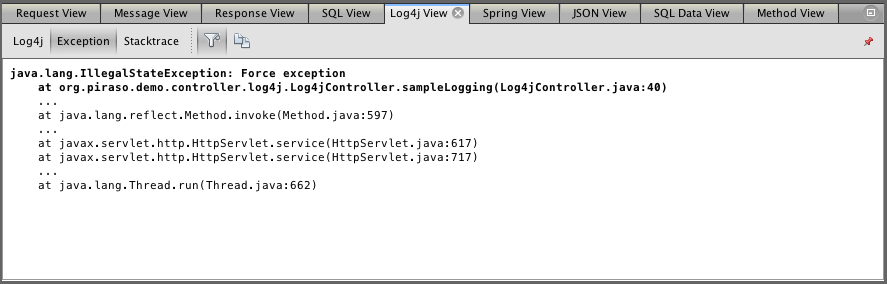 Request View Message View Response View SQL View Log4j View Spring View JSON View SQL Data View Method View
Log4j Exception Stacktrace
java.lang.IllegalStateException: Force exception
at org.piraso.demo.controller.log4j.Log4jController.sampleLogging(Log4jController.java:40)
...
at java.lang.reflect.Method.invoke(Method.java:597)
...
at javax.servlet.http.HttpServlet.service(HttpServlet.java:617)
at javax.servlet.http.HttpServlet.service(HttpServlet.java:717)
...
at java.lang.Thread.run(Thread.java:662)